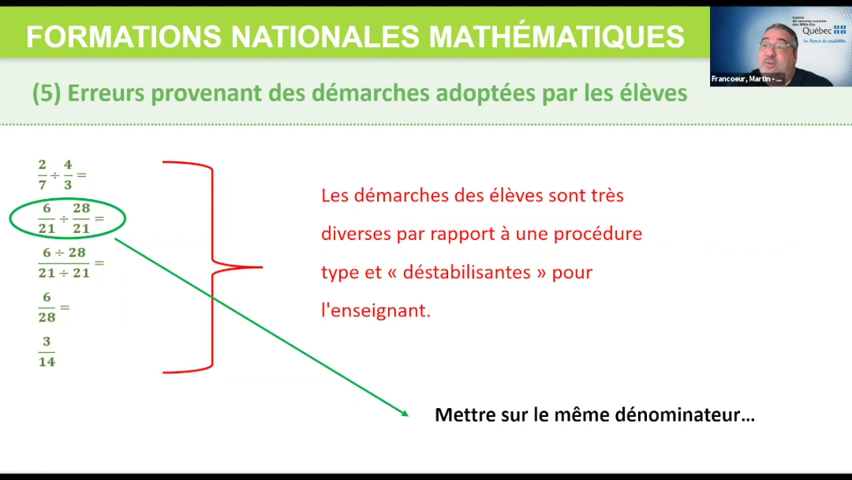 FORMATIONS NATIONALES MATHÉMATIQUES
Québec
Francoeur, Martin - ...
(5) Erreurs provenant des démarches adoptées par les élèves
2/7 ÷ 4/3 =
6/21 ÷ 28/21 =
6 ÷ 28 / 21 ÷ 21 =
6/28 =
3/14
Les démarches des élèves sont très
diverses par rapport à une procédure
type et « déstabilisantes » pour
l'enseignant.
Mettre sur le même dénominateur...